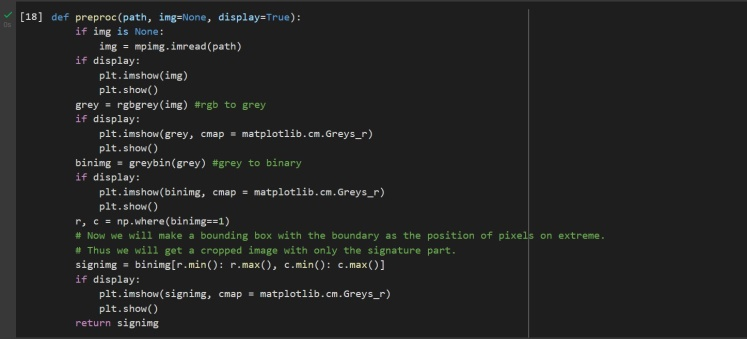 [18] def preproc(path, img=None, display=True):
if img is None:
img = mpimg.imread(path)
if display:
plt.imshow(img)
plt.show()
grey = rgbgrey(img) #rgb to grey
if display:
plt.imshow(grey, cmap = matplotlib.cm.Greys_r)
plt.show()
binimg = greybin(grey) #grey to binary
if display:
plt.imshow(binimg, cmap = matplotlib.cm.Greys_r)
plt.show()
r, c = np.where(binimg==1)
# Now we will make a bounding box with the boundary as the position of pixels on extreme.
# Thus we will get a cropped image with only the signature part.
signimg = binimg[r.min(): r.max(), c.min(): c.max()]
if display:
plt.imshow(signimg, cmap = matplotlib.cm.Greys_r)
plt.show()
return signimg